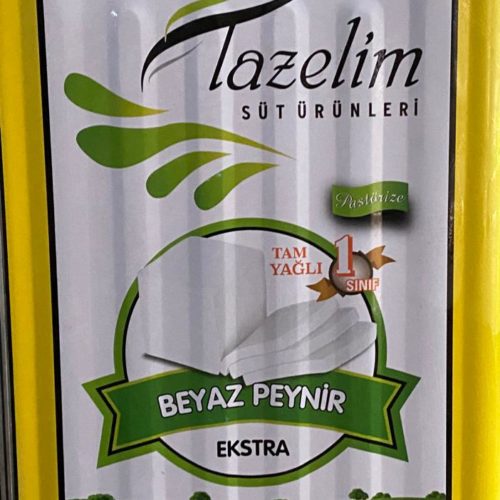 Tazelim
SÜT ÜRÜNLERİ
Pastörize
TAM
YAĞLI
1
SINIF
BEYAZ PEYNİR
EKSTRA